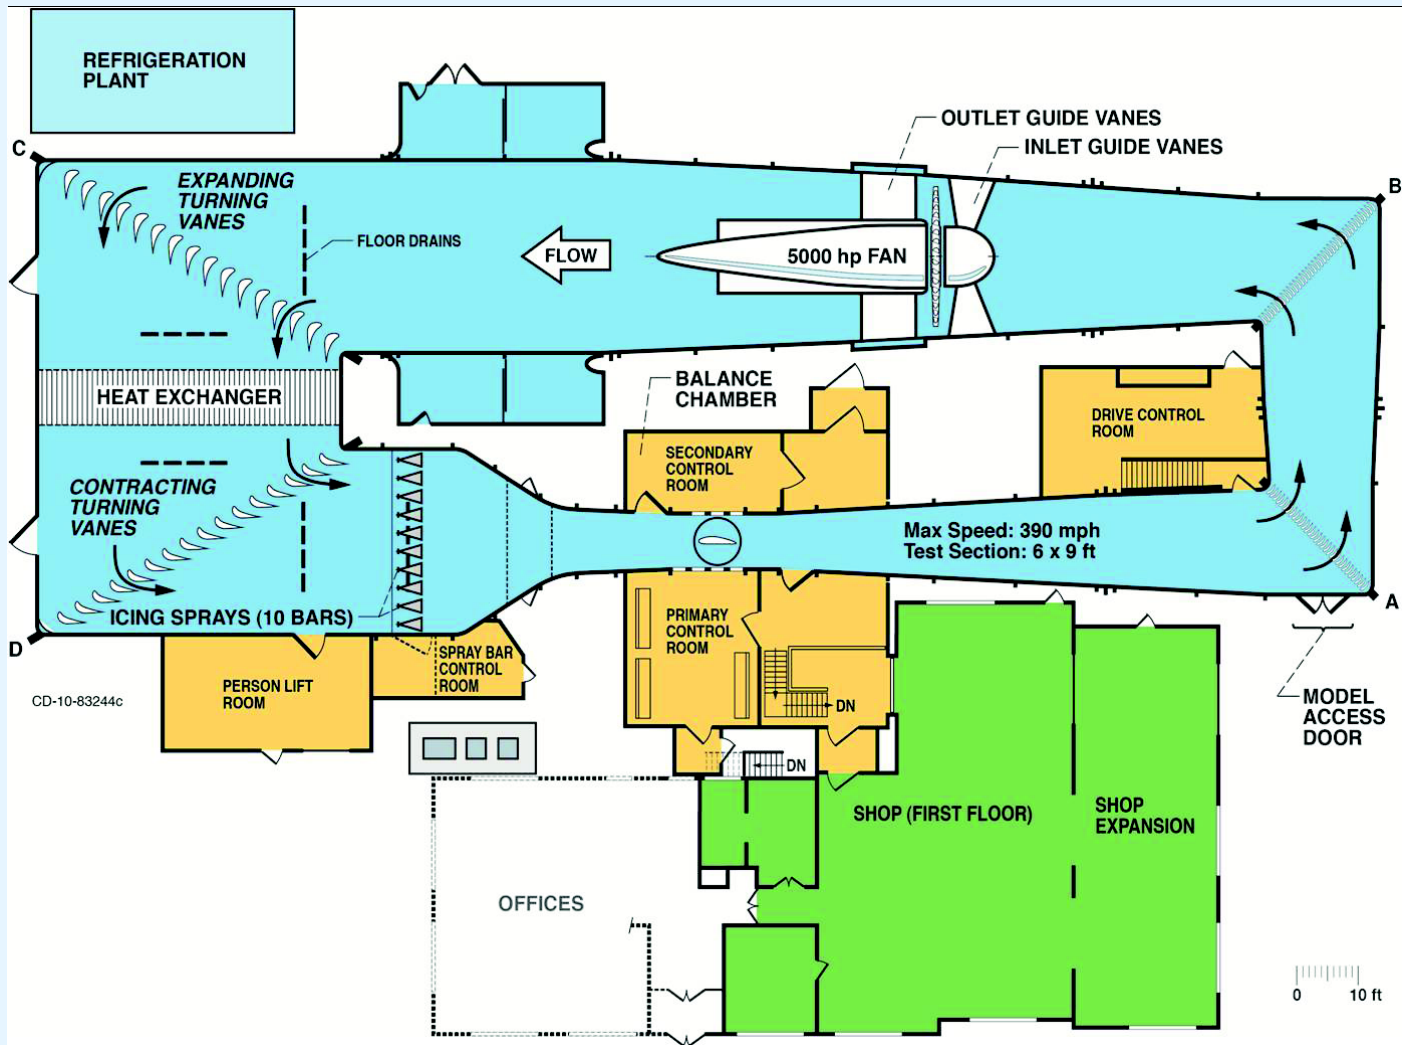 REFRIGERATION
PLANT
OUTLET GUIDE VANES
INLET GUIDE VANES
C
B
EXPANDING
TURNING
VANES
FLOOR DRAINS
FLOW
5000 hp FAN
HEAT EXCHANGER
BALANCE
CHAMBER
DRIVE CONTROL
ROOM
SECONDARY
CONTROL
ROOM
CONTRACTING
TURNING
VANES
Max Speed: 390 mph
Test Section: 6 x 9 ft
ICING SPRAYS (10 BARS)
A
D
PRIMARY
CONTROL
ROOM
SPRAY BAR
CONTROL
ROOM
PERSON LIFT
ROOM
CD-10-83244c
DN
MODEL
ACCESS
DOOR
DN
SHOP (FIRST FLOOR)
SHOP
EXPANSION
OFFICES
0 10 ft